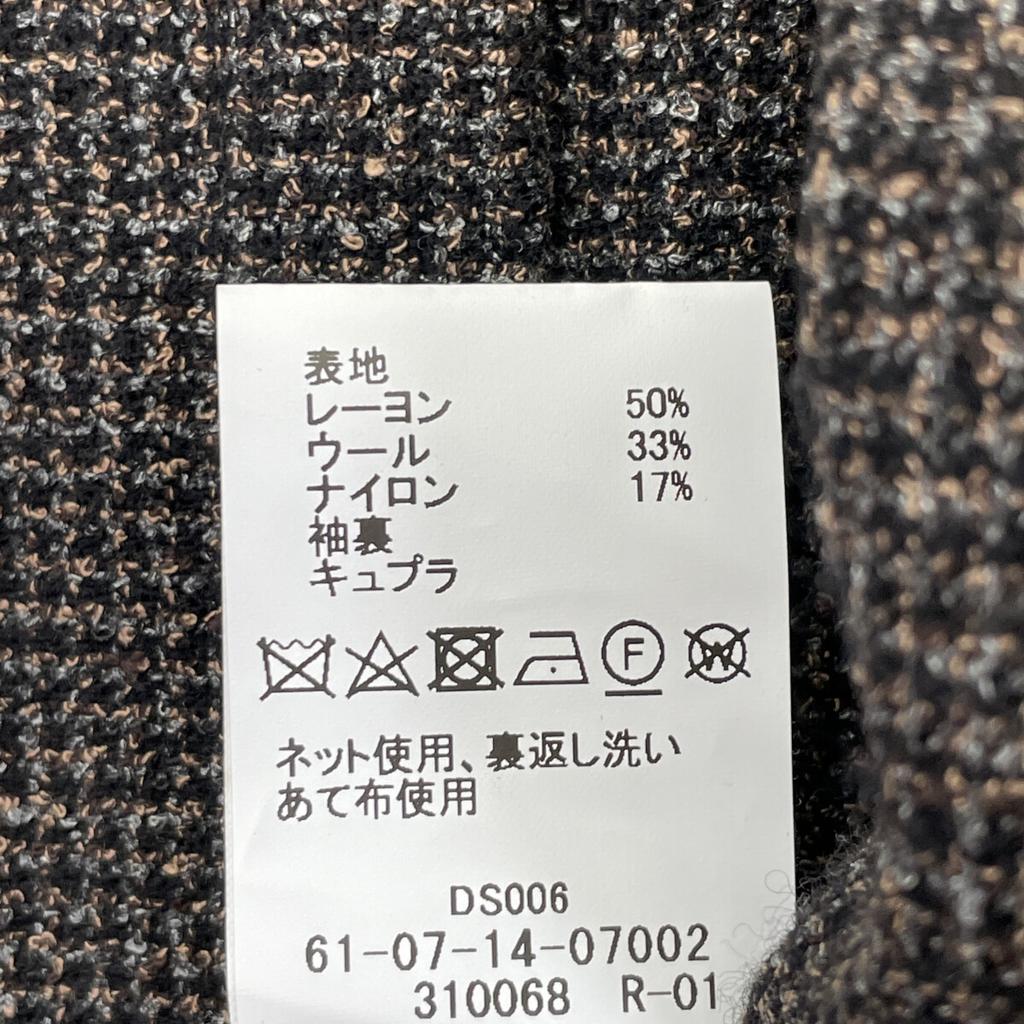 表地
レーヨン 50%
ウール 33%
ナイロン 17%
袖裏
キュプラ
F W
ネット使用、裏返し洗い
あて布使用
DS006
61-07-14-07002
310068 R-01